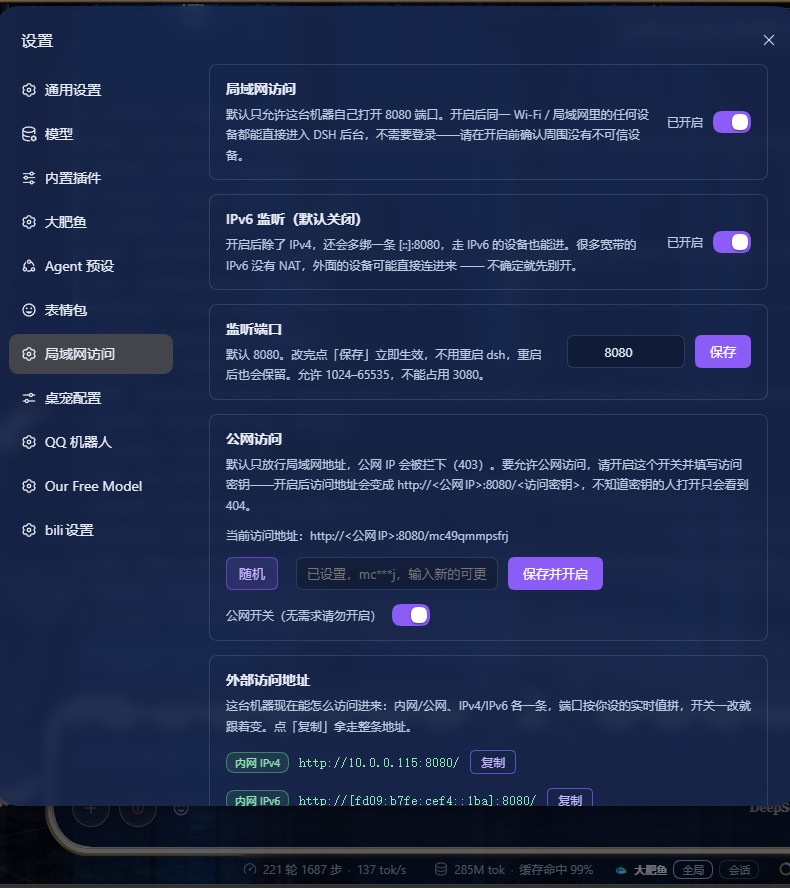 设置
通用设置
模型
内置插件
大肥鱼
Agent 预设
表情包
局域网访问
桌宠配置
QQ 机器人
Our Free Model
bili 设置
局域网访问
默认只允许这台机器自己打开 8080 端口。开启后同一 Wi-Fi / 局域网里的任何设
备都能直接进入 DSH 后台，不需要登录——请在开启前确认周围没有不可信设
备。
已开启
IPv6 监听（默认关闭）
开启后除了 IPv4，还会多绑一条 [::]:8080，走 IPv6 的设备也能进。很多宽带的
IPv6 没有 NAT，外面的设备可能直接连进来 —— 不确定就先别开。
已开启
监听端口
默认 8080。改完点「保存」立即生效，不用重启 dsh，重启
后也会保留。允许 1024–65535，不能占用 3080。
8080
保存
公网访问
默认只放行局域网地址，公网 IP 会被拦下（403）。要允许公网访问，请开启这个开关并填写访问
密钥——开启后访问地址会变成 http://<公网IP>:8080/<访问密钥>，不知道密钥的人打开只会看到
404。
当前访问地址：http://<公网IP>:8080/mc49qmmpsfrj
随机
已设置，mc***j，输入新的可更
保存并开启
公网开关（无需求请勿开启）
外部访问地址
这台机器现在能怎么访问进来：内网/公网、IPv4/IPv6 各一条，端口按你设的实时值拼，开关一改就
跟着变。点「复制」拿走整条地址。
内网 IPv4
http://10.0.0.115:8080/
复制
内网 IPv6
http://[fd09:b7fe:cef4::1ba]:8080/
复制
DeepS
221 轮 1687 步 · 137 tok/s
285M tok · 缓存命中 99%
大肥鱼
全局
会话